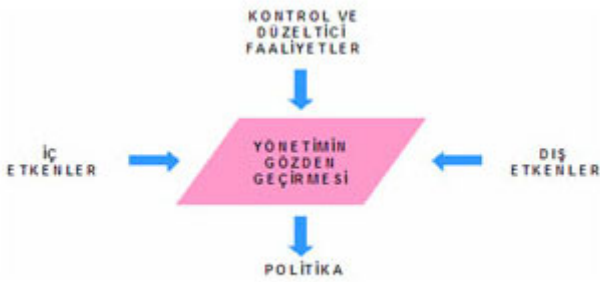 KONTROL VE
DÜZELTİCİ
FAALİYETLER
İÇ
ETKENLER
YÖNETİMİN
GÖZDEN
GEÇİRMESİ
DIŞ
ETKENLER
POLİTİKA